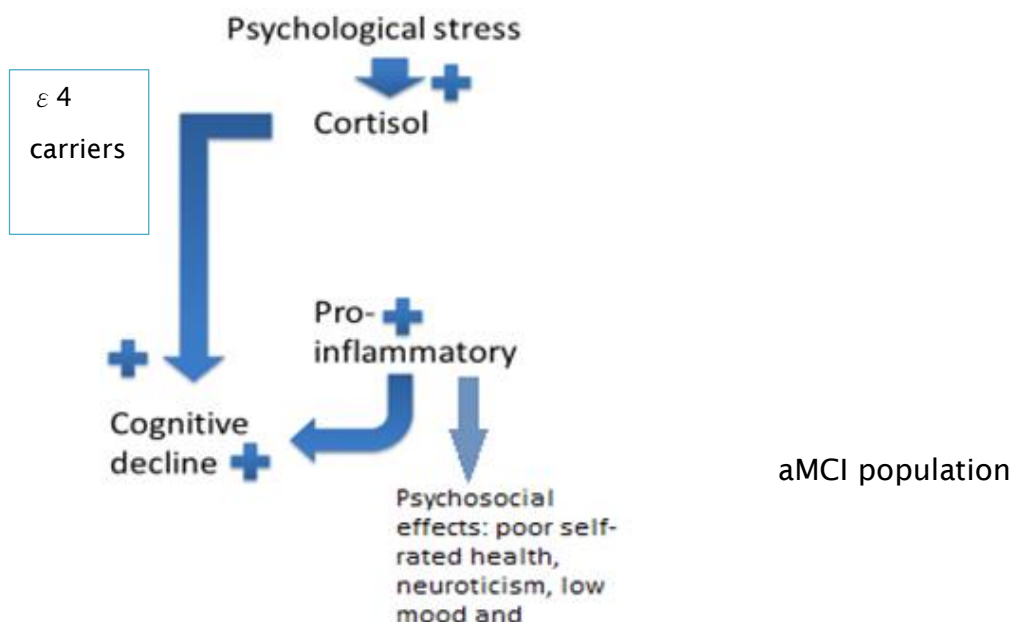 Psychological stress
ε 4
carriers
Cortisol
Pro-
inflammatory
Cognitive
decline
aMCI population
Psychosocial
effects: poor self-
rated health,
neuroticism, low
mood and